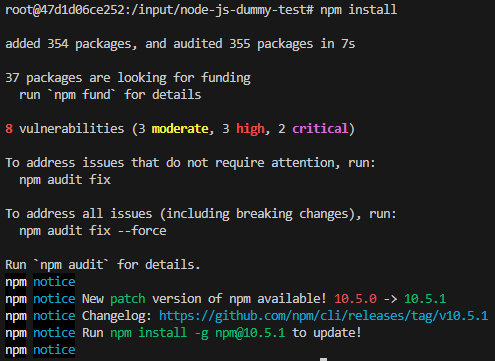 root@47d1d06ce252:/input/node-js-dummy-test# npm install
added 354 packages, and audited 355 packages in 7s
37 packages are looking for funding
  run `npm fund` for details
8 vulnerabilities (3 moderate, 3 high, 2 critical)
To address issues that do not require attention, run:
  npm audit fix
To address all issues (including breaking changes), run:
  npm audit fix --force
Run `npm audit` for details.
npm notice
npm notice New patch version of npm available! 10.5.0 -> 10.5.1
npm notice Changelog: https://github.com/npm/cli/releases/tag/v10.5.1
npm notice Run npm install -g npm@10.5.1 to update!
npm notice